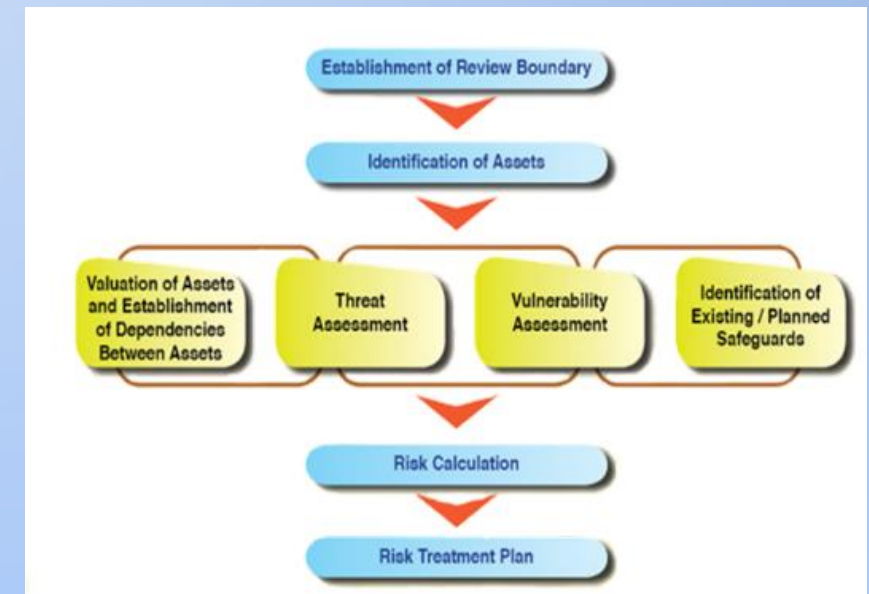 Establishment of Review Boundary
Identification of Assets
Valuation of Assets
and Establishment
of Dependencies
Between Assets
Threat
Assessment
Vulnerability
Assessment
Identification of
Existing / Planned
Safeguards
Risk Calculation
Risk Treatment Plan